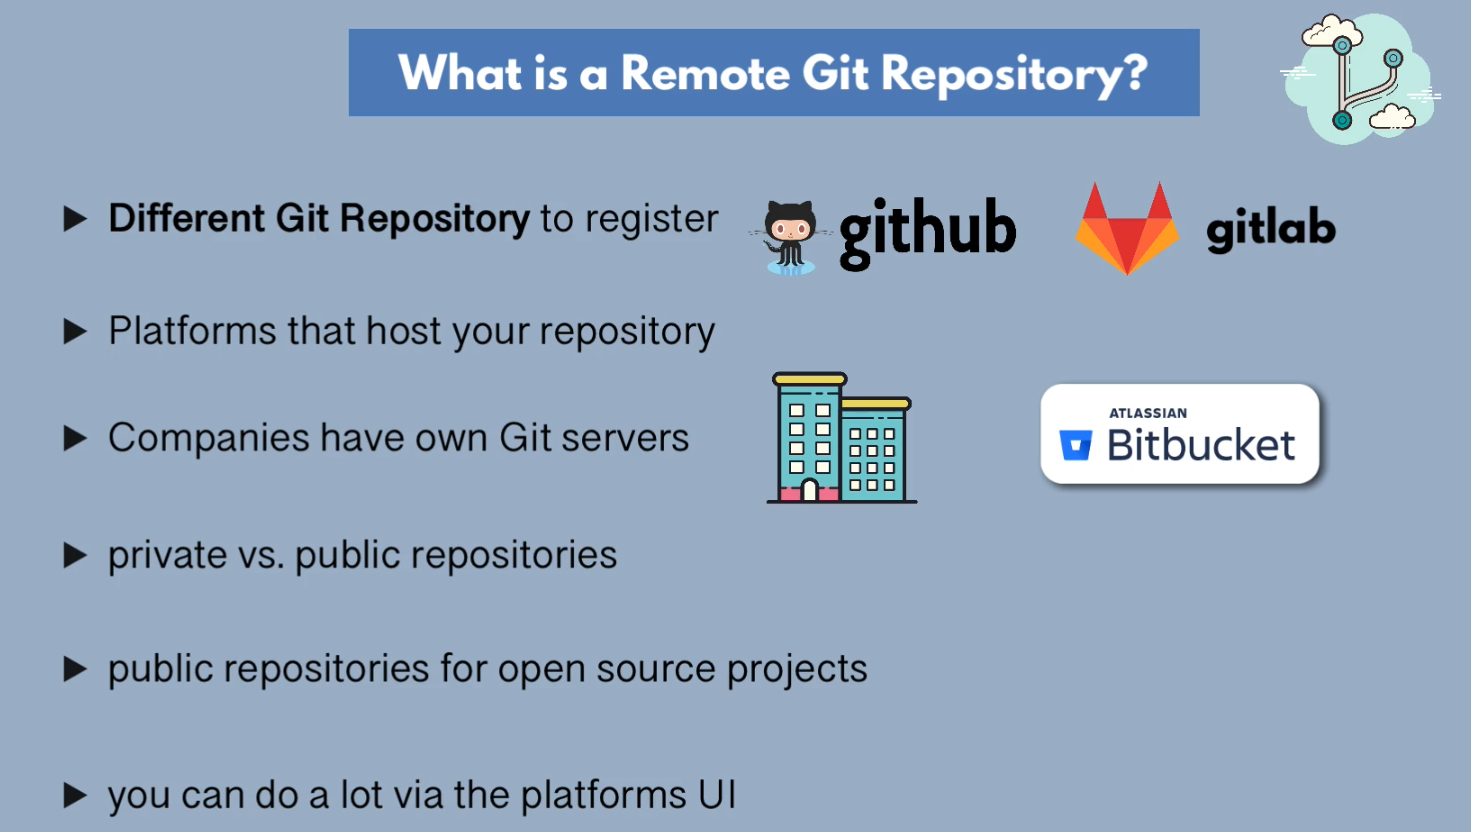 What is a Remote Git Repository?
Different Git Repository to register
github
gitlab
Platforms that host your repository
Companies have own Git servers
ATLASSIAN
Bitbucket
private vs. public repositories
public repositories for open source projects
you can do a lot via the platforms UI